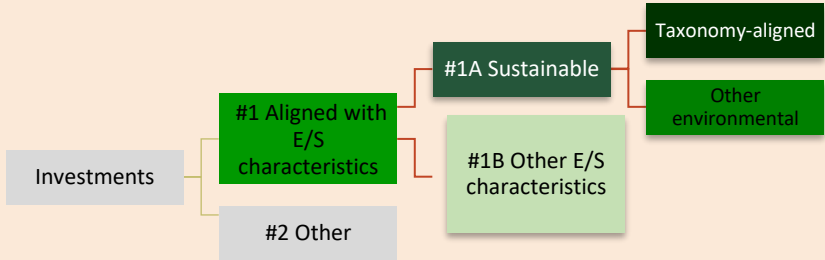 Taxonomy-aligned
#1A Sustainable
Other
environmental
#1 Aligned with
E/S
characteristics
#1B Other E/S
characteristics
Investments
#2 Other